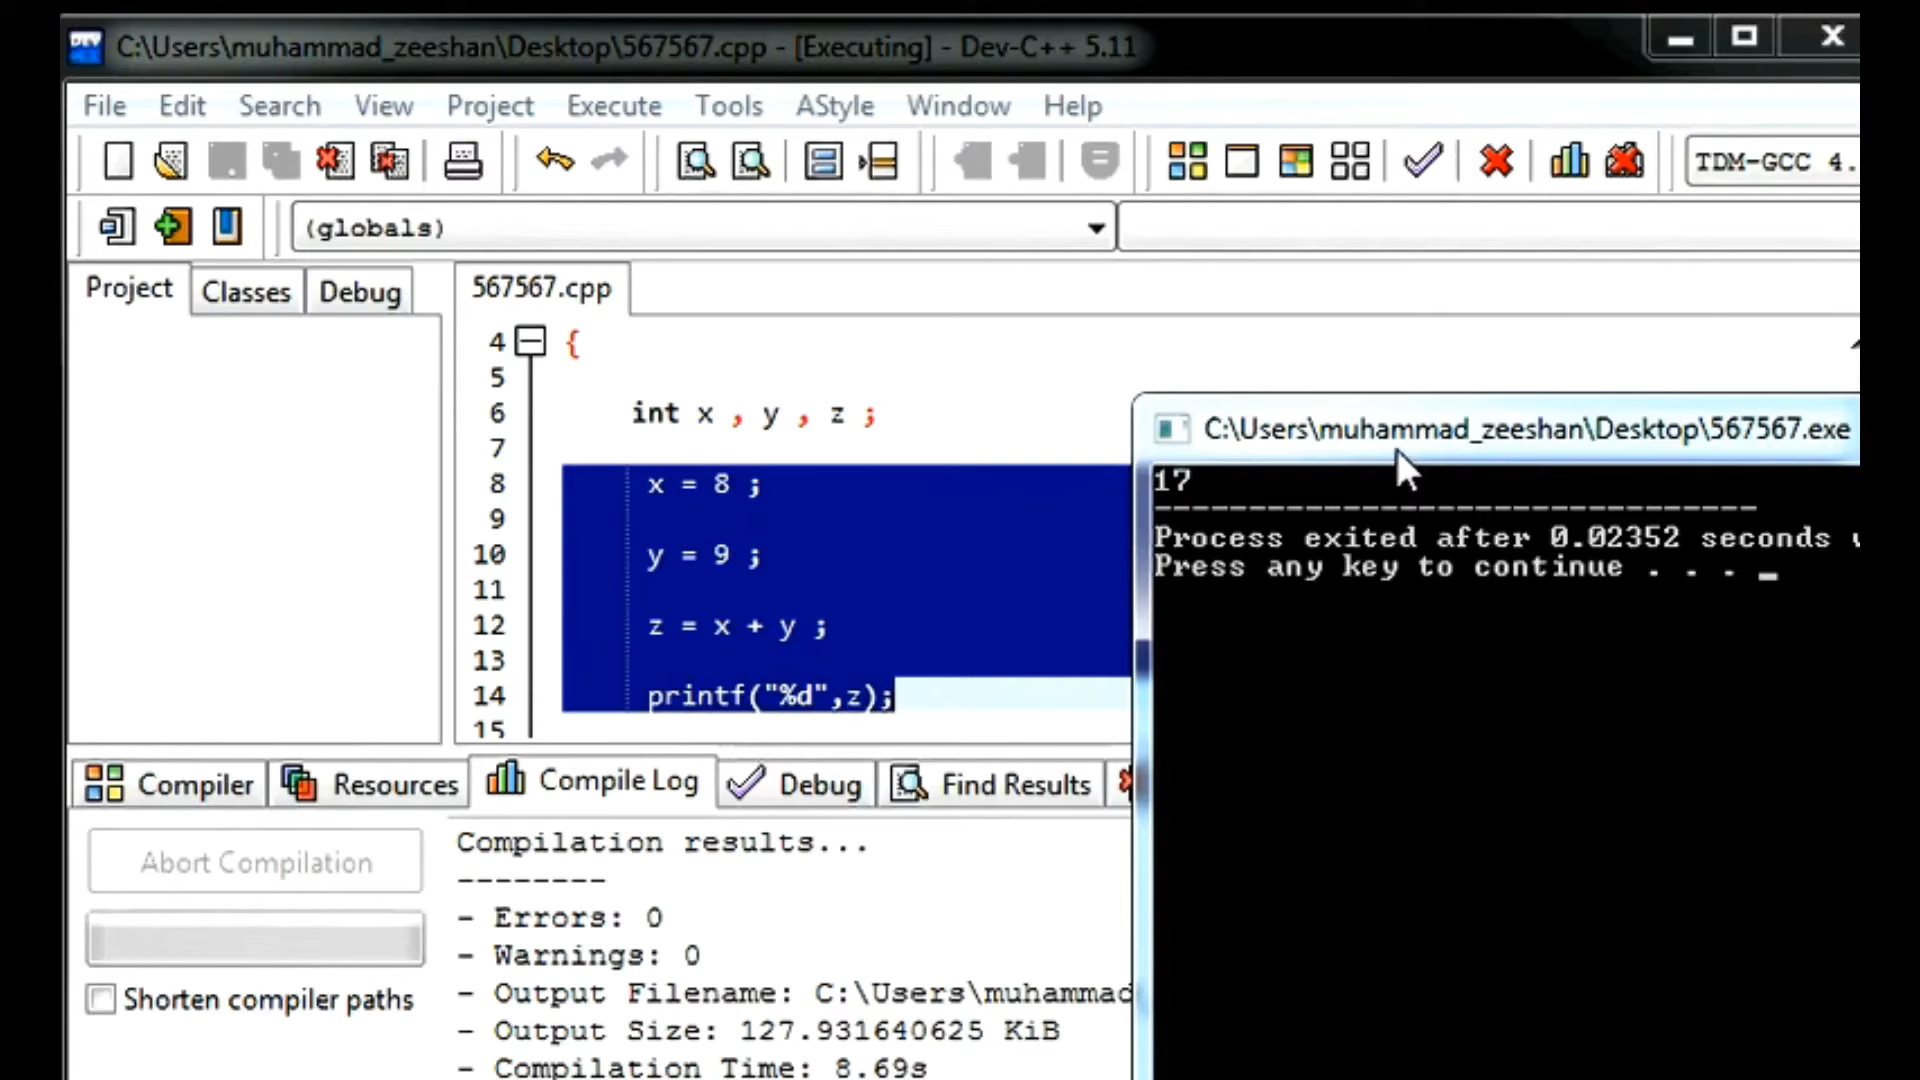 DEV
C:\Users\muhammad_zeeshan\Desktop\567567.cpp - [Executing] - Dev-C++ 5.11
File Edit Search View Project Execute Tools AStyle Window Help
TDM-GCC 4.
(globals)
Project Classes Debug
567567.cpp
4 {
5
6 int x , y , z ;
7
8 x = 8 ;
9
10 y = 9 ;
11
12 z = x + y ;
13
14 printf("%d",z);
15
C:\Users\muhammad_zeeshan\Desktop\567567.exe
17
--------------------------------
Process exited after 0.02352 seconds
Press any key to continue . . . _
Compiler Resources Compile Log Debug Find Results
Abort Compilation
Shorten compiler paths
Compilation results...
--------
- Errors: 0
- Warnings: 0
- Output Filename: C:\Users\muhammad
- Output Size: 127.931640625 KiB
- Compilation Time: 8.69s